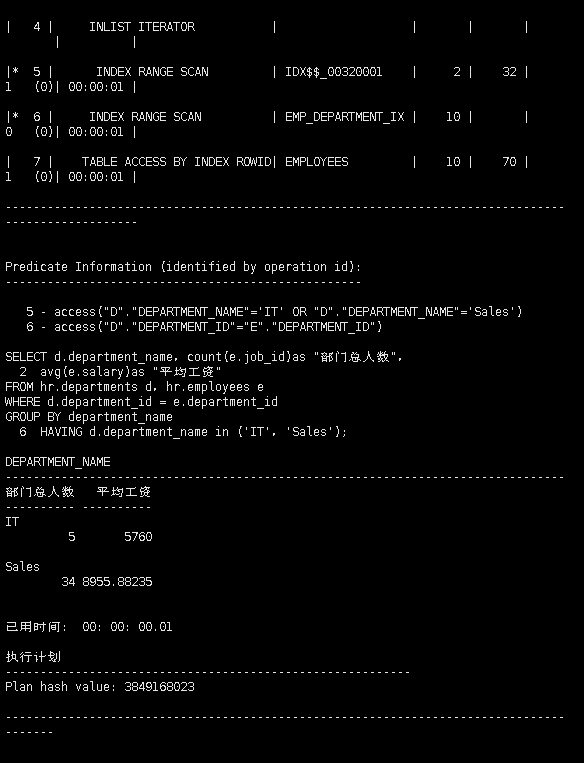 |   4 |     INLIST ITERATOR           |                   |       |       |
       |          |
|*  5 |      INDEX RANGE SCAN         | IDX$$_00320001    |     2 |    32 |
1   (0)| 00:00:01 |
|*  6 |     INDEX RANGE SCAN          | EMP_DEPARTMENT_IX |    10 |       |
0   (0)| 00:00:01 |
|   7 |    TABLE ACCESS BY INDEX ROWID| EMPLOYEES         |    10 |    70 |
1   (0)| 00:00:01 |
--------------------------------------------------------------------------------
-------------------
Predicate Information (identified by operation id):
---------------------------------------------------
   5 - access("D"."DEPARTMENT_NAME"='IT' OR "D"."DEPARTMENT_NAME"='Sales')
   6 - access("D"."DEPARTMENT_ID"="E"."DEPARTMENT_ID")
SELECT d.department_name, count(e.job_id)as "部门总人数",
  2  avg(e.salary)as "平均工资"
FROM hr.departments d, hr.employees e
WHERE d.department_id = e.department_id
GROUP BY department_name
  6  HAVING d.department_name in ('IT', 'Sales');
DEPARTMENT_NAME
--------------------------------------------------------------------------------
部门总人数   平均工资
---------- ----------
IT
         5       5760
Sales
        34 8955.88235
已用时间:  00: 00: 00.01
执行计划
----------------------------------------------------------
Plan hash value: 3849168023
--------------------------------------------------------------------------------
-------